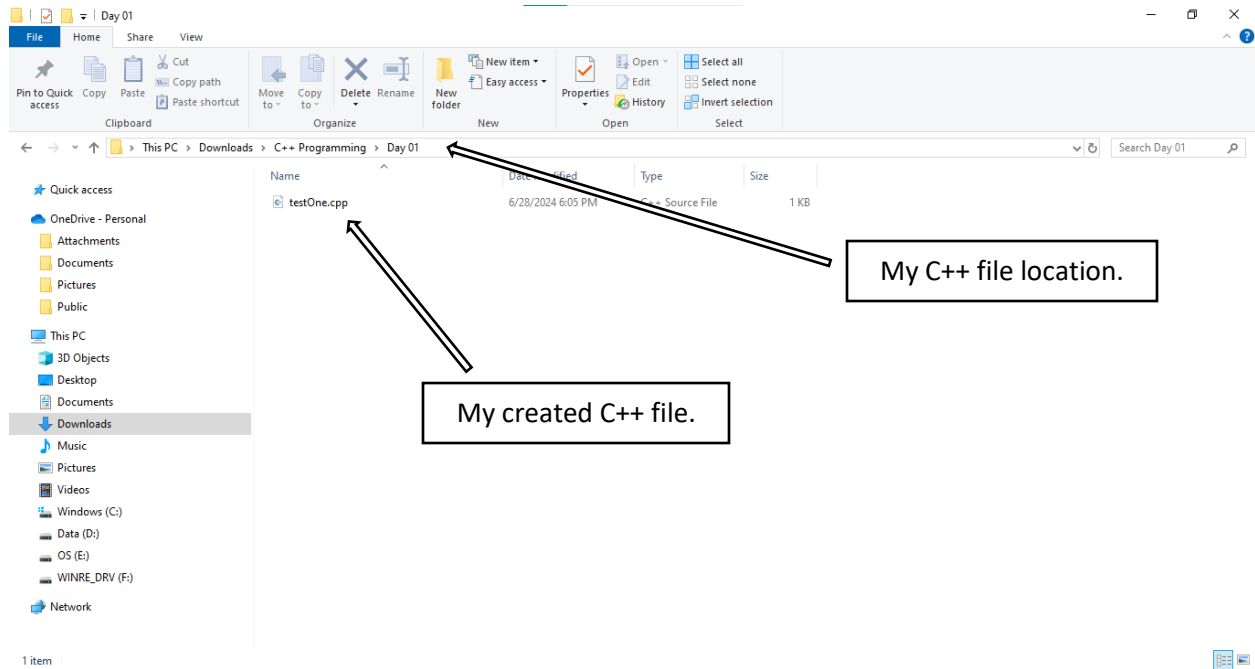 Day 01
File Home Share View
Pin to Quick access
Copy
Paste
Cut
Copy path
Paste shortcut
Clipboard
Move to
Copy to
Delete
Rename
Organize
New folder
New item
Easy access
New
Properties
Open
Edit
History
Open
Select all
Select none
Invert selection
Select
This PC > Downloads > C++ Programming > Day 01
Search Day 01
Name Date modified Type Size
testOne.cpp 6/28/2024 6:05 PM C++ Source File 1 KB
Quick access
OneDrive - Personal
Attachments
Documents
Pictures
Public
This PC
3D Objects
Desktop
Documents
Downloads
Music
Pictures
Videos
Windows (C:)
Data (D:)
OS (E:)
WINRE_DRV (F:)
Network
My C++ file location.
My created C++ file.
1 item